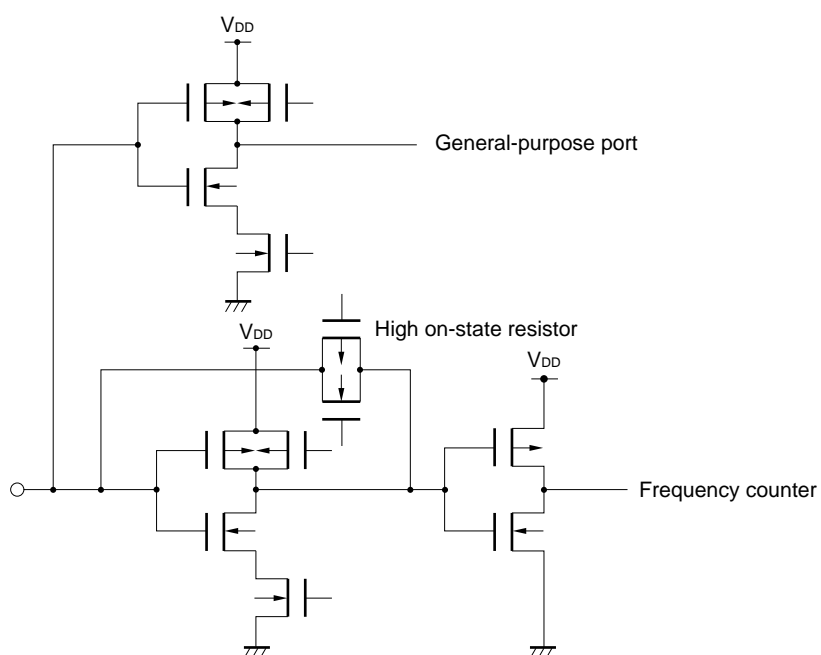 VDD
General-purpose port
High on-state resistor
VDD
VDD
Frequency counter